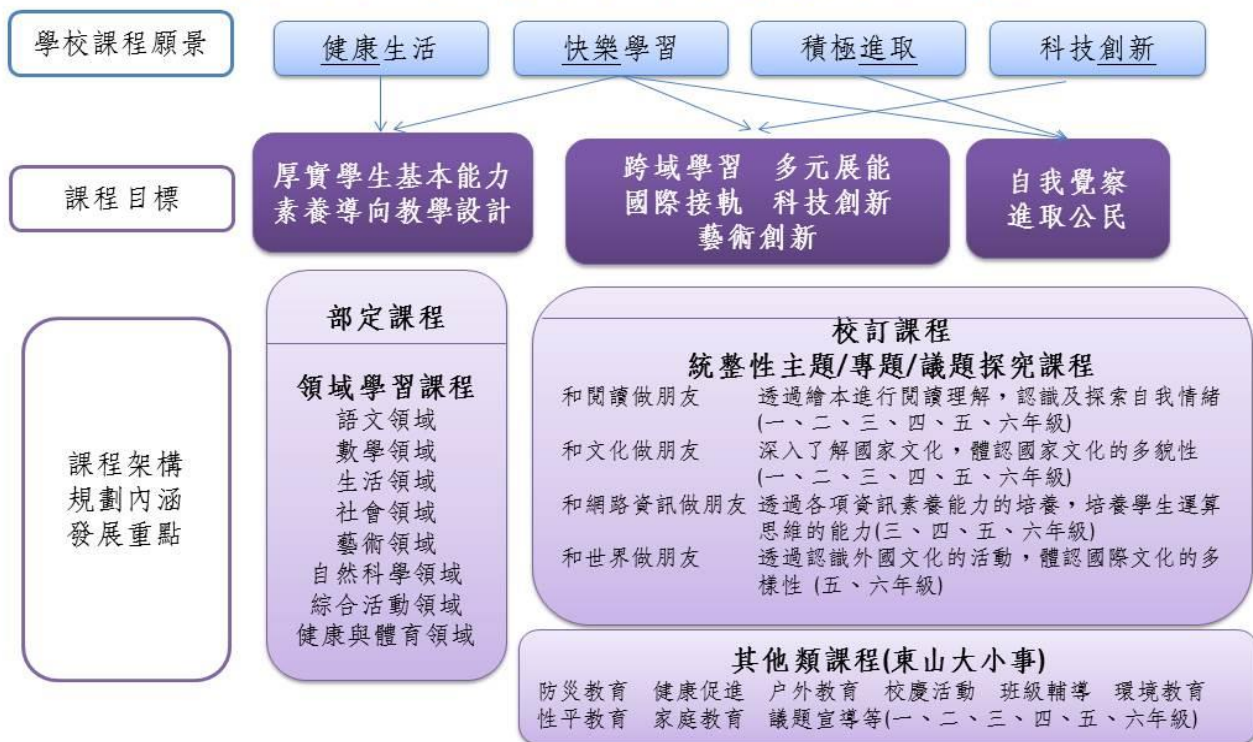 學校課程願景
健康生活
快樂學習
積極進取
科技創新
課程目標
厚實學生基本能力
素養導向教學設計
跨域學習 多元展能
國際接軌 科技創新
藝術創新
自我覺察
進取公民
課程架構
規劃內涵
發展重點
部定課程
領域學習課程
語文領域
數學領域
生活領域
社會領域
藝術領域
自然科學領域
綜合活動領域
健康與體育領域
校訂課程
統整性主題/專題/議題探究課程
和閱讀做朋友 透過繪本進行閱讀理解，認識及探索自我情緒
(一、二、三、四、五、六年級)
和文化做朋友 深入了解國家文化，體認國家文化的多貌性
(一、二、三、四、五、六年級)
和網路資訊做朋友 透過各項資訊素養能力的培養，培養學生運算
思維的能力(三、四、五、六年級)
和世界做朋友 透過認識外國文化的活動，體認國際文化的多
樣性 (五、六年級)
其他類課程(東山大小事)
防災教育 健康促進 戶外教育 校慶活動 班級輔導 環境教育
性平教育 家庭教育 議題宣導等(一、二、三、四、五、六年級)